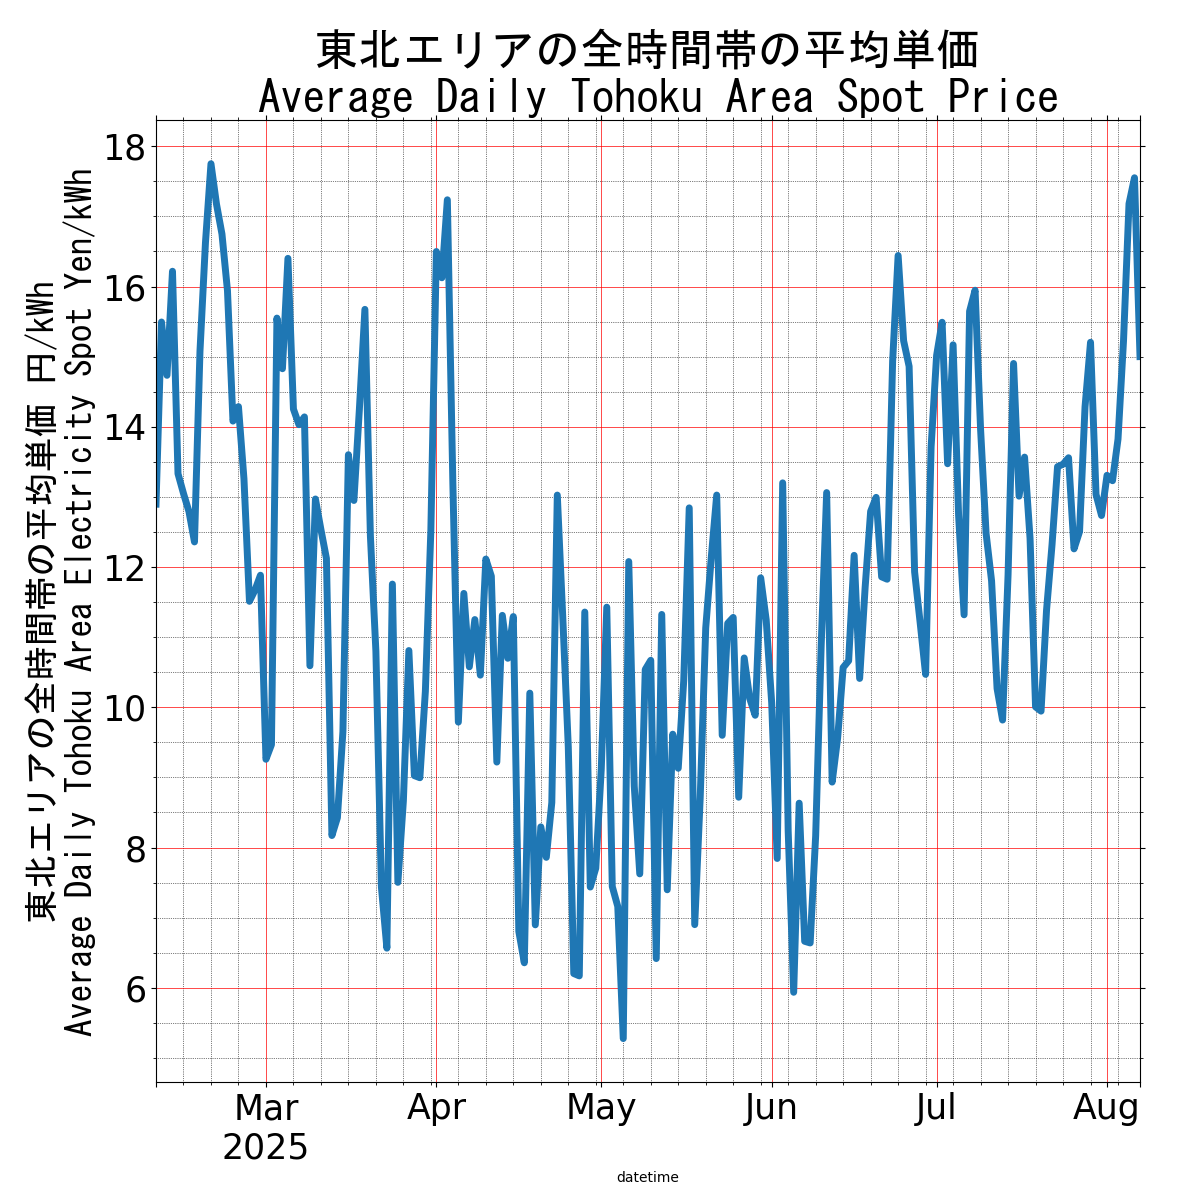 東北エリアの全時間帯の平均単価
Average Daily Tohoku Area Spot Price
東北エリアの全時間帯の平均単価 円/kWh
Average Daily Tohoku Area Electricity Spot Yen/kWh
18
16
14
12
10
8
6
Mar
2025
Apr
May
Jun
Jul
Aug
datetime